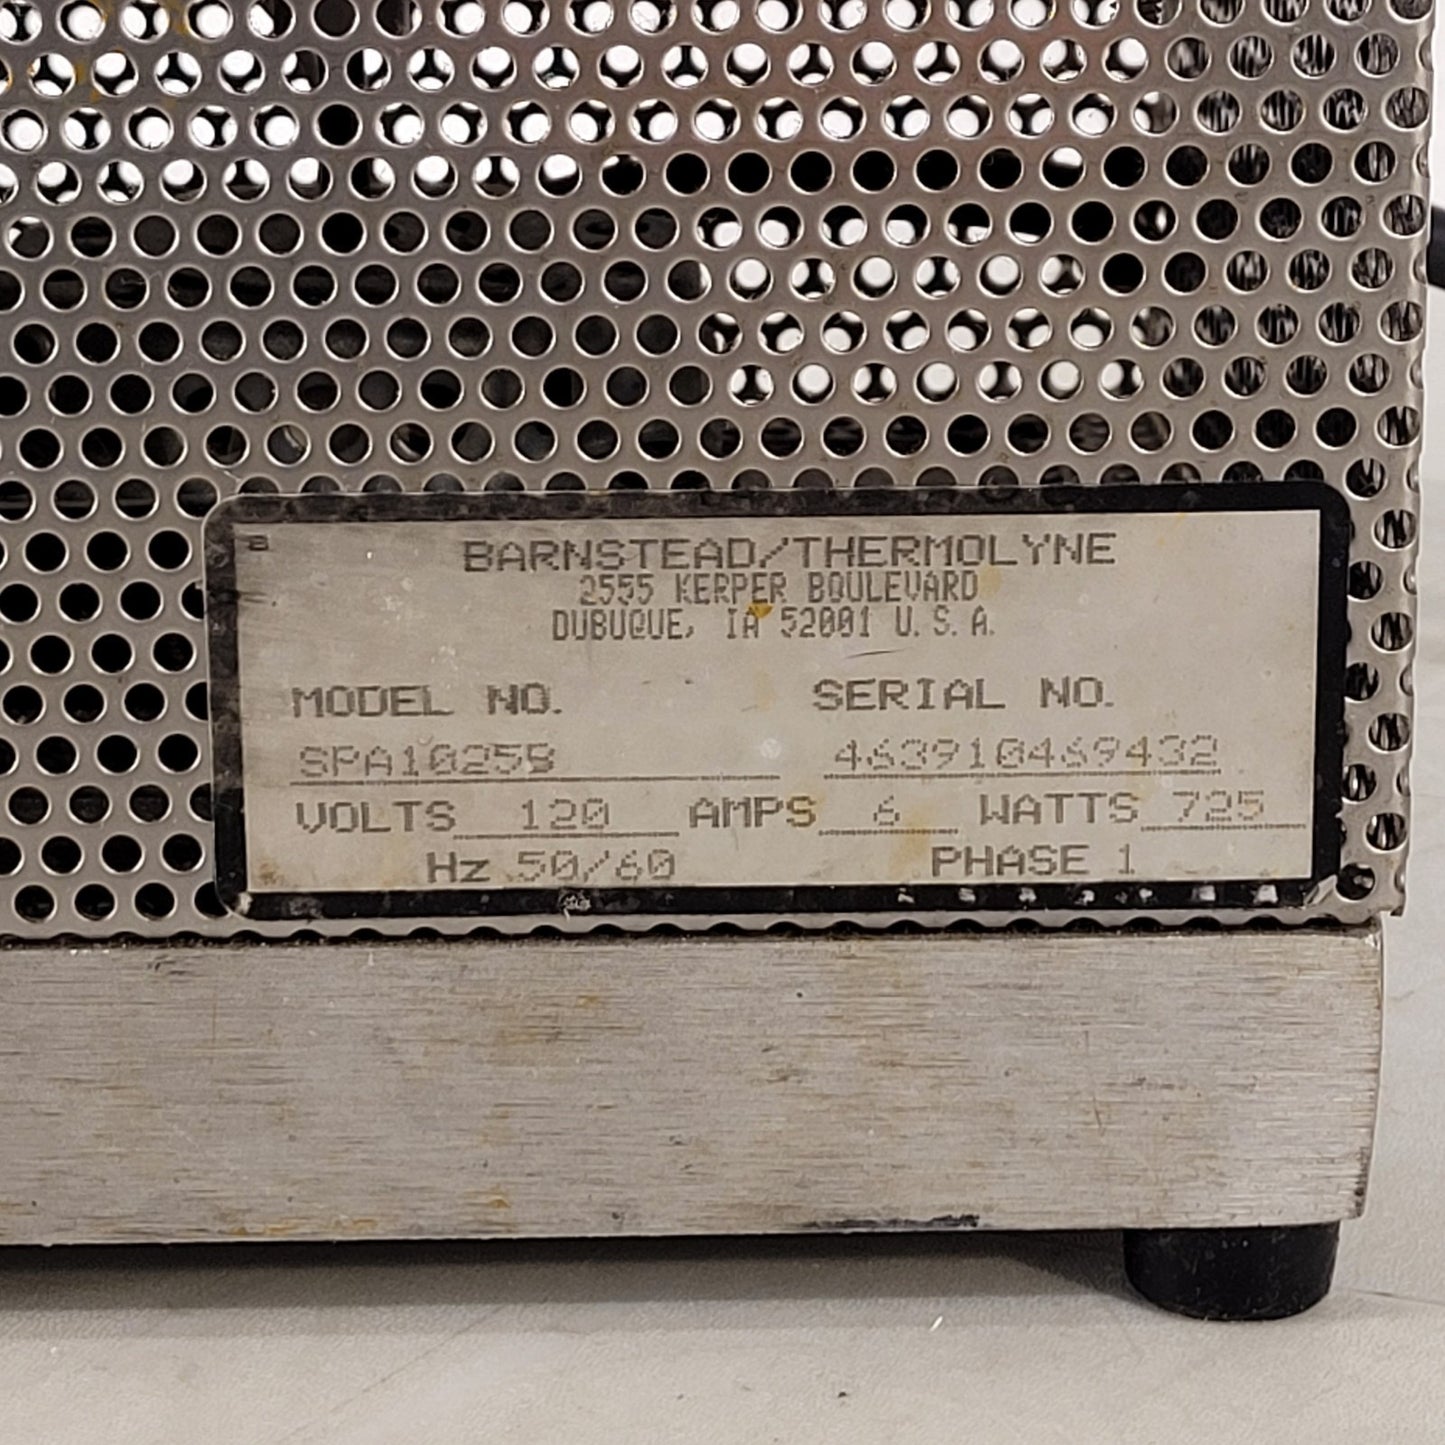 BARNSTEAD/THERMOLYNE
2555 KERPER BOULEVARD
DUBUQUE, IA 52001 U.S.A.
MODEL NO. SERIAL NO.
SPA1025B 463910469432
VOLTS 120 AMPS 6 WATTS 725
Hz 50/60 PHASE 1